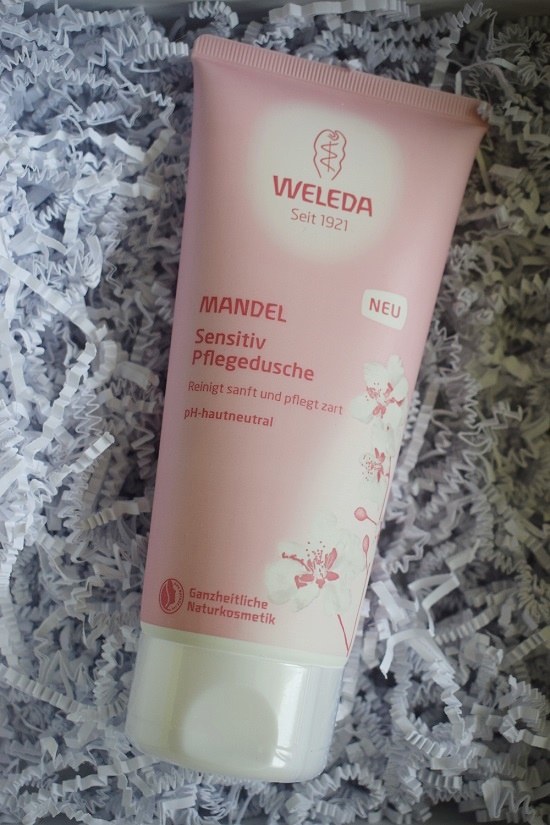 WELEDA
Seit 1921
NEU
MANDEL
Sensitiv
Pflegedusche
Reinigt sanft und pflegt zart
pH-hautneutral
Ganzheitliche
Naturkosmetik